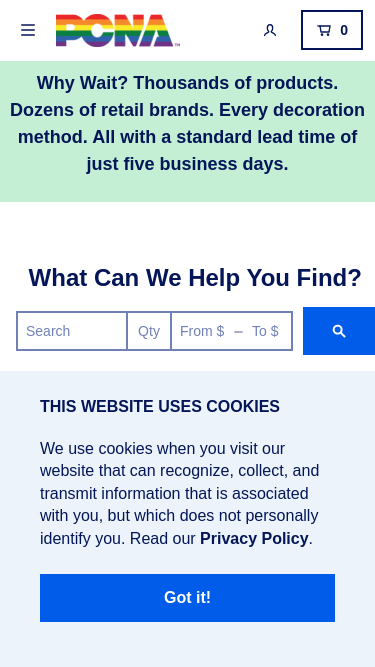 PCNA™
0
Why Wait? Thousands of products.
Dozens of retail brands. Every decoration
method. All with a standard lead time of
just five business days.
What Can We Help You Find?
Search Qty From $ – To $
THIS WEBSITE USES COOKIES
We use cookies when you visit our
website that can recognize, collect, and
transmit information that is associated
with you, but which does not personally
identify you. Read our Privacy Policy.
Got it!